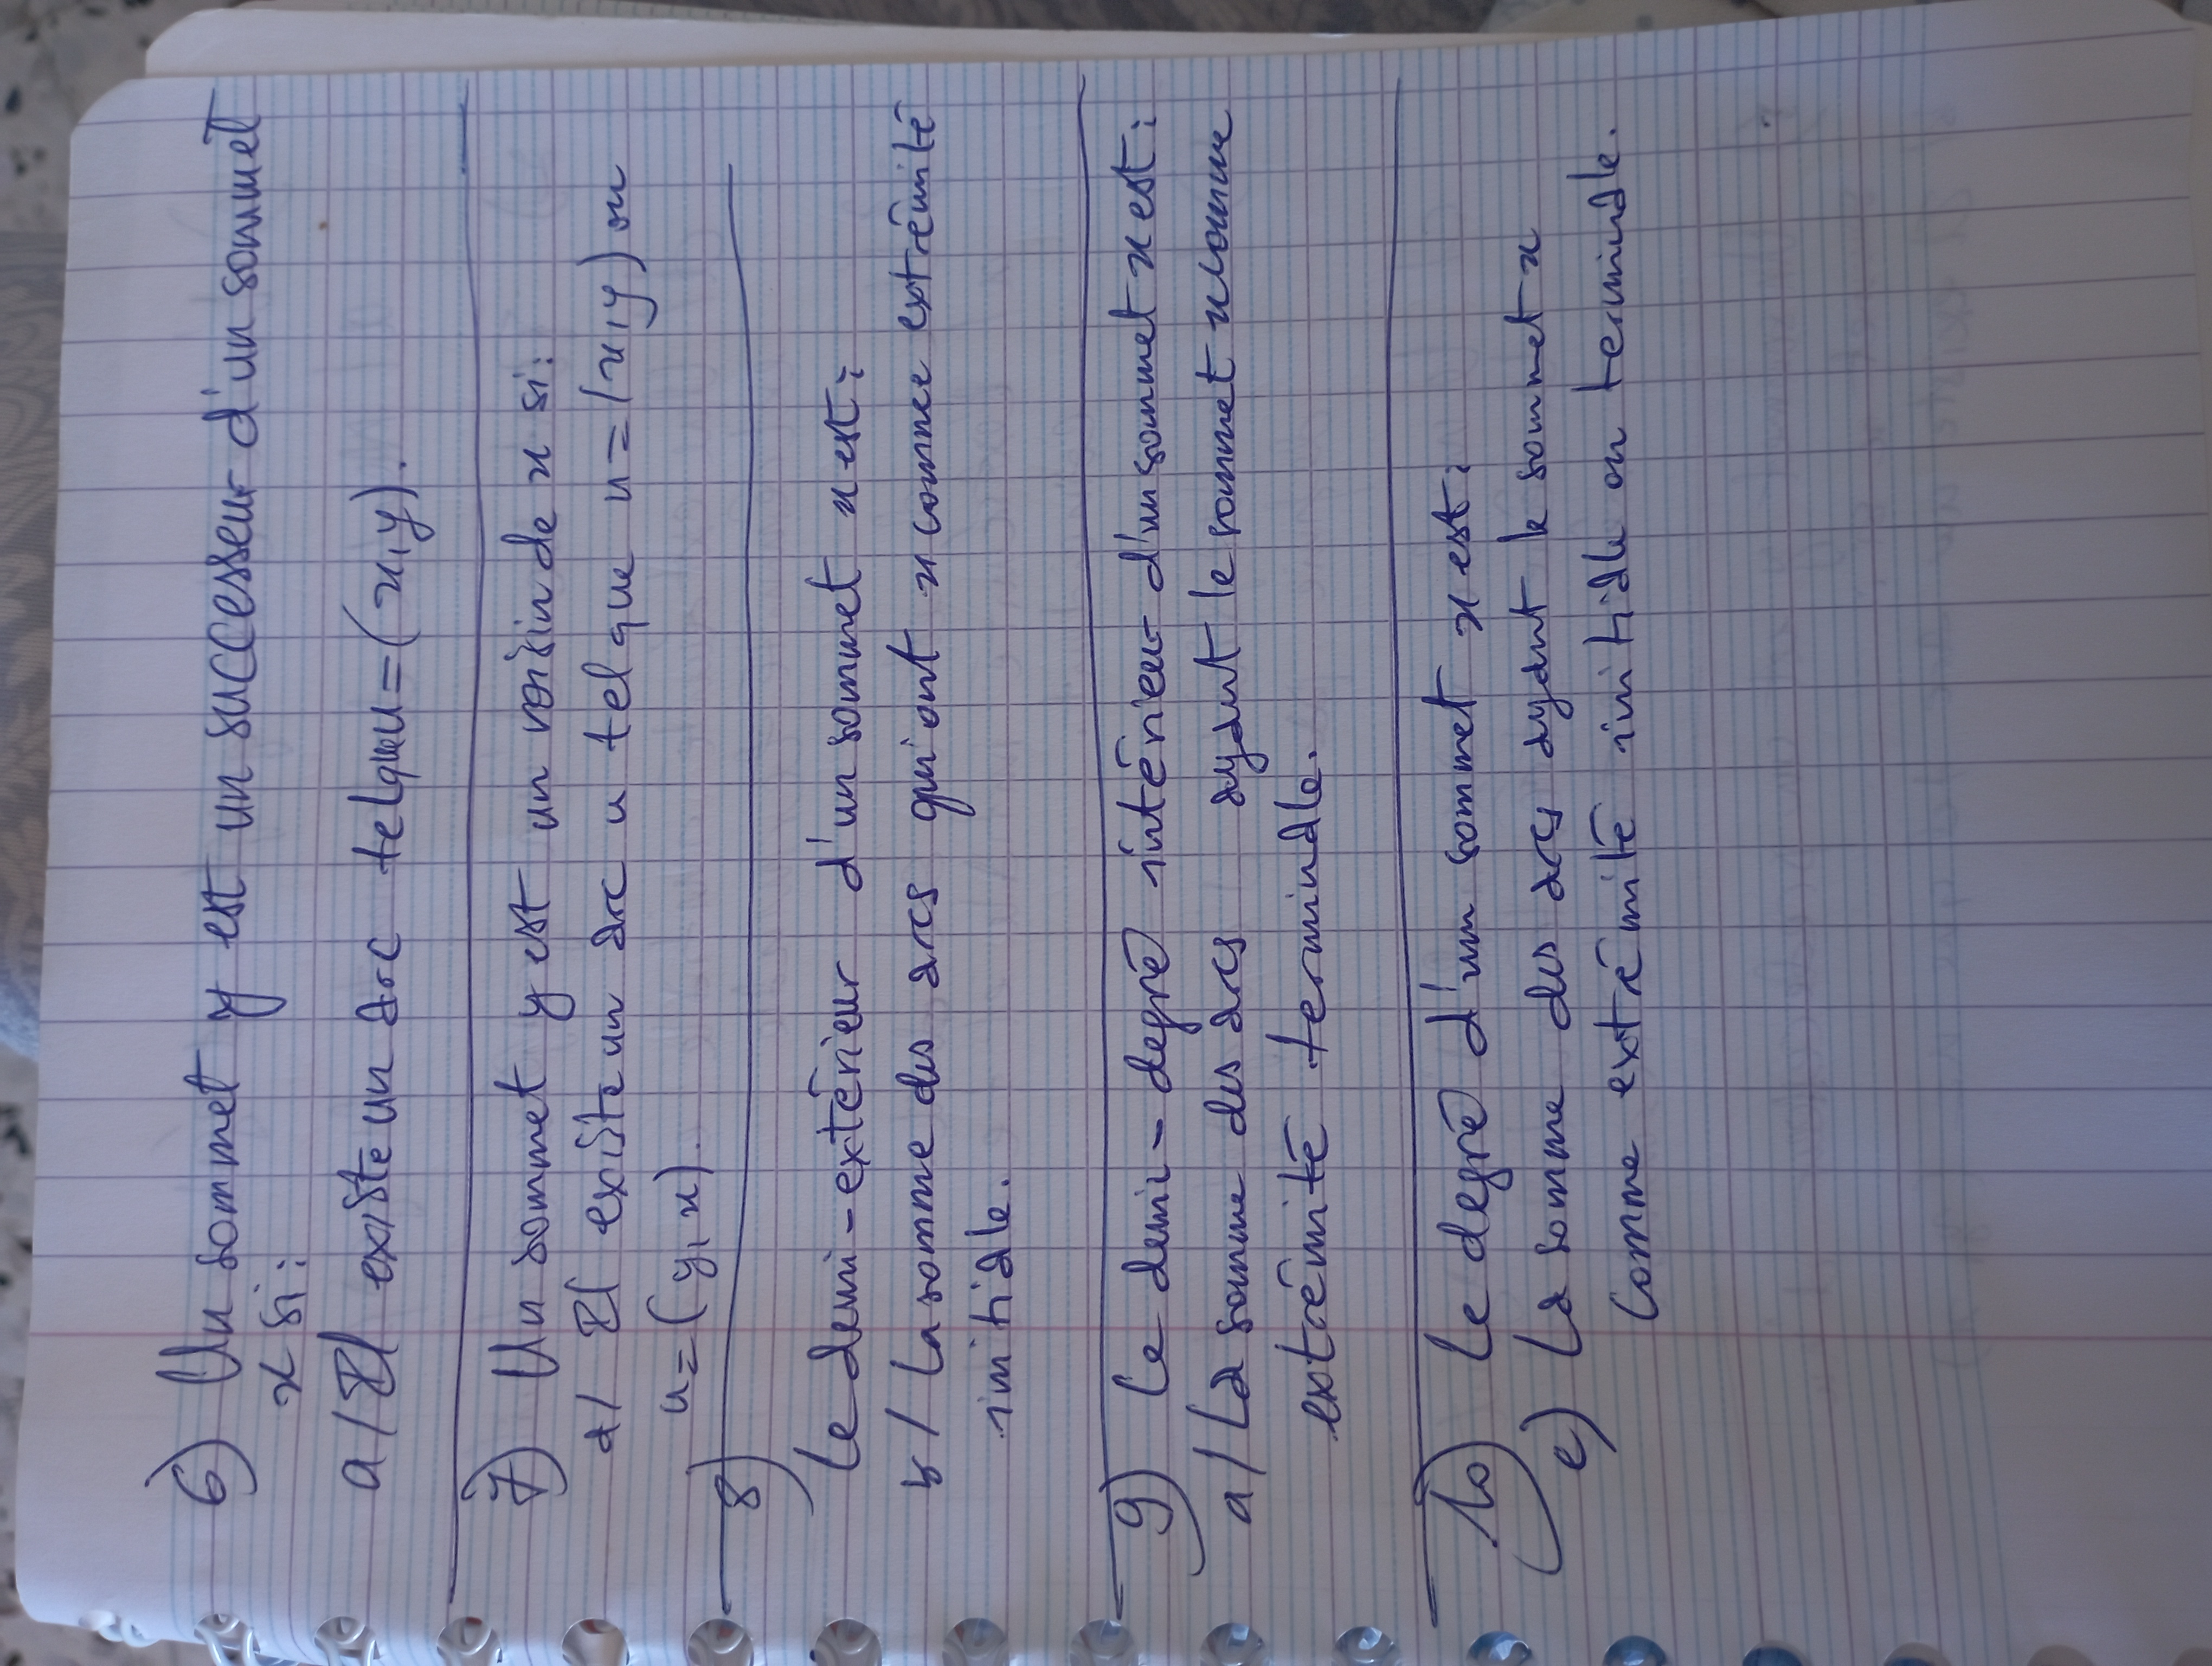 6) Un sommet y est un successeur d'un sommet
x si :
a/ Il existe un arc telque u=(x,y).
7) Un sommet y est un voisin de x si:
d/ Il existe un arc u tel que u=(x,y) ou
u=(y,x).
8)
le demi-extérieur d'un sommet x est :
b/ la somme des arcs qui ont x comme extrémité
initiale.
9) le demi-degré intérieur d'un sommet x est :
a/ la somme des arcs ayant le sommet x comme
extrémité terminale.
10) le degré d'un sommet x est :
e) la somme des arcs ayant le sommet x
comme extrémité initiale ou terminale.